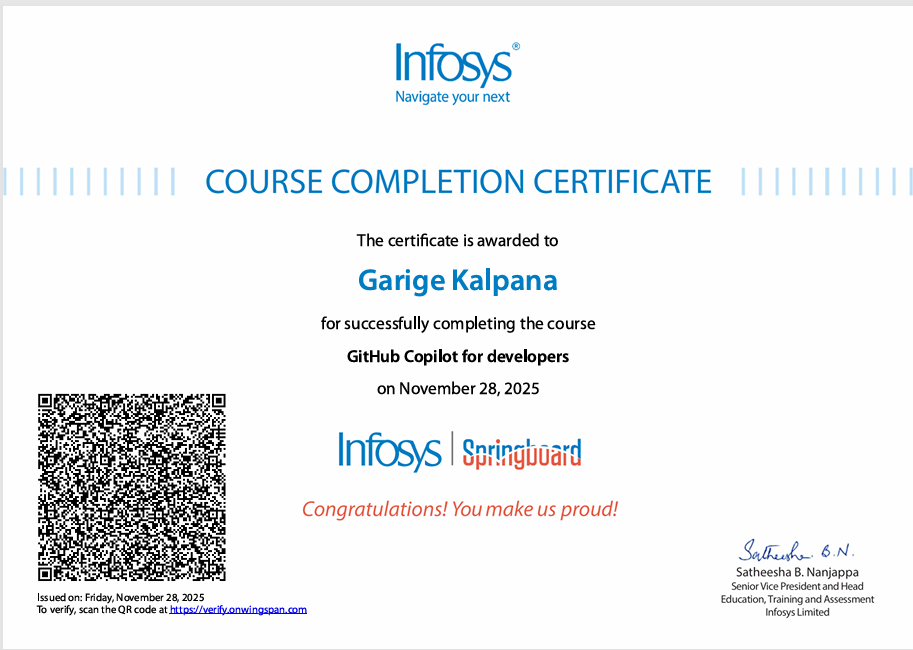 Infosys®
Navigate your next
COURSE COMPLETION CERTIFICATE
The certificate is awarded to
Garige Kalpana
for successfully completing the course
GitHub Copilot for developers
on November 28, 2025
Infosys | Springboard
Congratulations! You make us proud!
Issued on: Friday, November 28, 2025
To verify, scan the QR code at https://verify.onwingspan.com
Satheesha B.N.
Satheesha B. Nanjappa
Senior Vice President and Head
Education, Training and Assessment
Infosys Limited